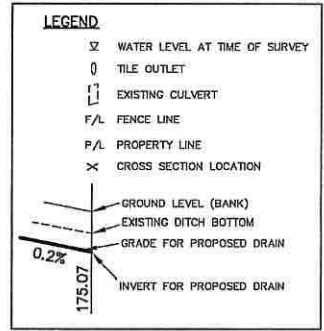 LEGEND
WATER LEVEL AT TIME OF SURVEY
TILE OUTLET
EXISTING CULVERT
F/L FENCE LINE
P/L PROPERTY LINE
CROSS SECTION LOCATION
GROUND LEVEL (BANK)
EXISTING DITCH BOTTOM
GRADE FOR PROPOSED DRAIN
0.2%
175.07
INVERT FOR PROPOSED DRAIN